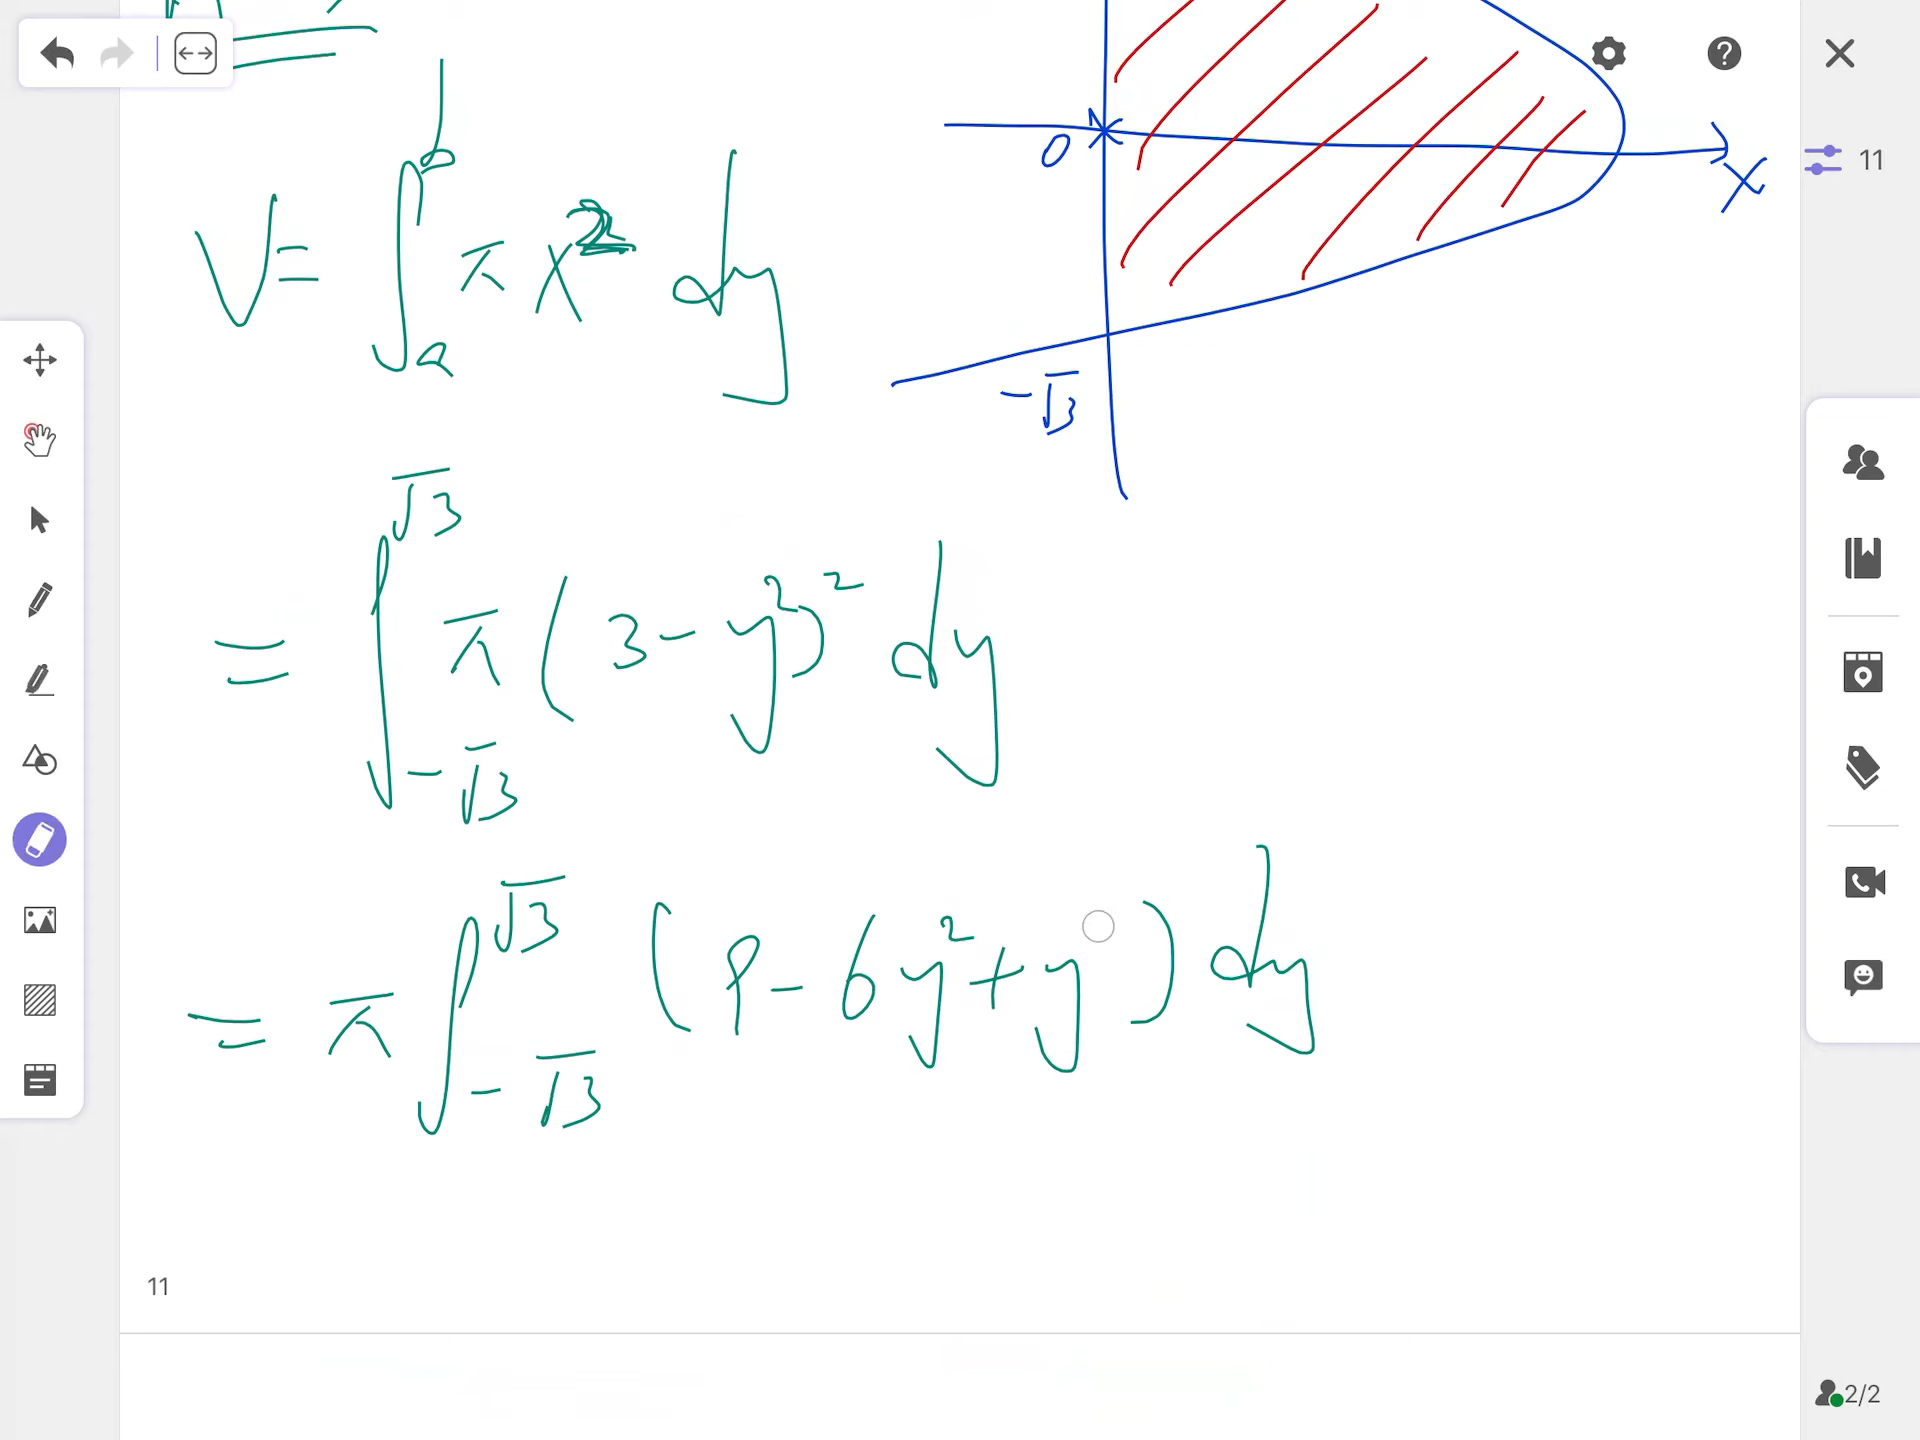 0
x
11
V = ∫_a^b π x² dy
-√3
= ∫_{-√3}^{√3} π (3 - y²)² dy
= π ∫_{-√3}^{√3} (9 - 6y² + y ) dy
11
2/2